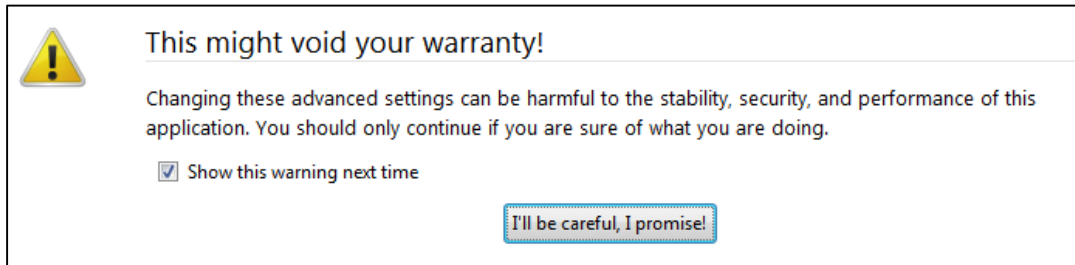 This might void your warranty!
Changing these advanced settings can be harmful to the stability, security, and performance of this
application. You should only continue if you are sure of what you are doing.
Show this warning next time
I'll be careful, I promise!